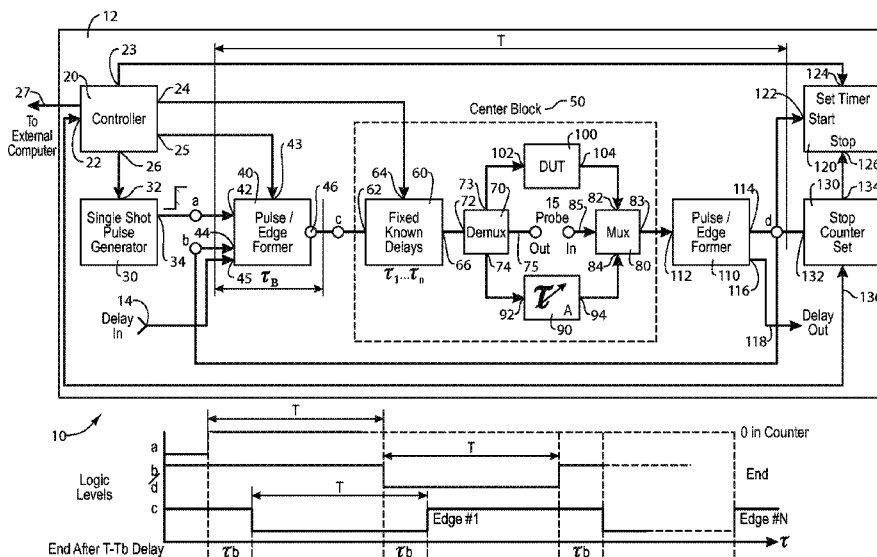 12
23
T
20
24
27
Controller
124
To
External
Computer
22
26
25
43
Center Block
50
122
Set Timer
Start
Stop
120
126
100
102
DUT
104
32
a
40
46
64
60
73
70
15
82
83
114
130
134
Single Shot
Pulse
Generator
42
Pulse /
Edge
Former
c
62
Fixed
Known
Delays
72
Demux
Probe
85
Out
In
Mux
Pulse /
Edge
Former
d
Stop
Counter
Set
b
44
34
30
45
66
74
75
84
80
112
110
116
132
136
τB
τ1...τn
14
Delay
In
92
τ
A
94
90
118
Delay
Out
10
T
0 in Counter
a
b
d
T
End
Logic
Levels
c
T
Edge #1
Edge #N
τ
End After T-Tb Delay
τb
τb
τb